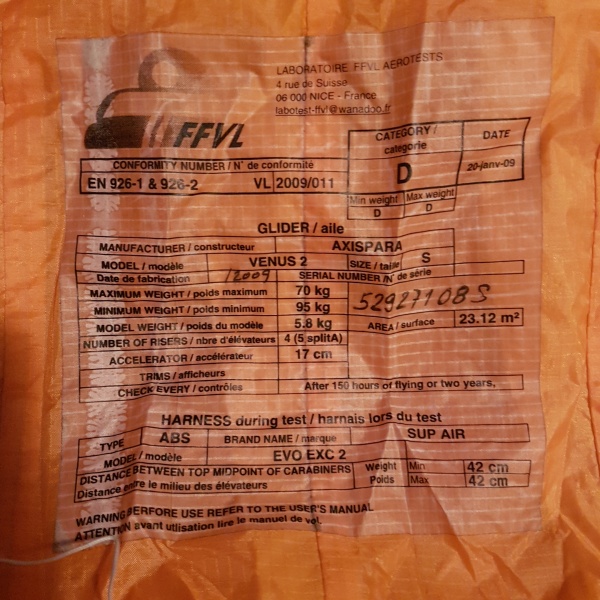 LABORATOIRE FFVL AEROTESTS
4 rue de Suisse
06 000 NICE - France
labotest-ffvl@wanadoo.fr
FFVL
CONFORMITY NUMBER / N° de conformité
EN 926-1 & 926-2 VL 2009/011
CATEGORY / DATE
catégorie
D 20-janv-09
Min weight Max weight
D D
GLIDER / aile
MANUFACTURER / constructeur AXISPARA
MODEL / modèle VENUS 2 SIZE / taille S
Date de fabrication /2009 SERIAL NUMBER /N° de série
MAXIMUM WEIGHT / poids maximum 70 kg 52927108S
MINIMUM WEIGHT / poids minimum 95 kg
MODEL WEIGHT / poids du modèle 5.8 kg AREA / surface 23.12 m²
NUMBER OF RISERS / nbre d'élévateurs 4 (5 splitA)
ACCELERATOR / accélérateur 17 cm
TRIMS / afficheurs
CHECK EVERY / contrôles After 150 hours of flying or two years,
HARNESS during test / harnais lors du test
TYPE ABS BRAND NAME / marque SUP AIR
MODEL / modèle EVO EXC 2
DISTANCE BETWEEN TOP MIDPOINT OF CARABINERS Weight Min 42 cm
Distance entre le milieu des élévateurs Poids Max 42 cm
WARNING BERFORE USE REFER TO THE USER'S MANUAL
ATTENTION avant utlisation lire le manuel de vol.